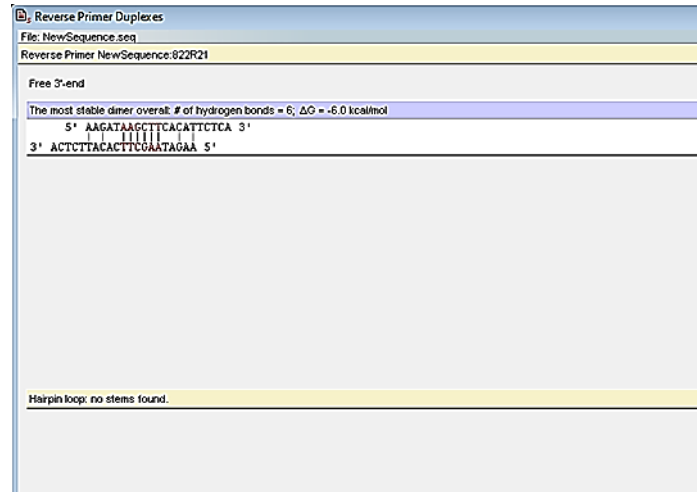 Reverse Primer Duplexes
File: NewSequence.seq
Reverse Primer NewSequence:822R21
Free 3'-end
The most stable dimer overall: # of hydrogen bonds = 6; ΔG = -6.0 kcal/mol
5' AAGATAAGCTTCACATTCTCA 3'
3' ACTCTTACACTTCGAATAGAA 5'
Hairpin loop: no stems found.